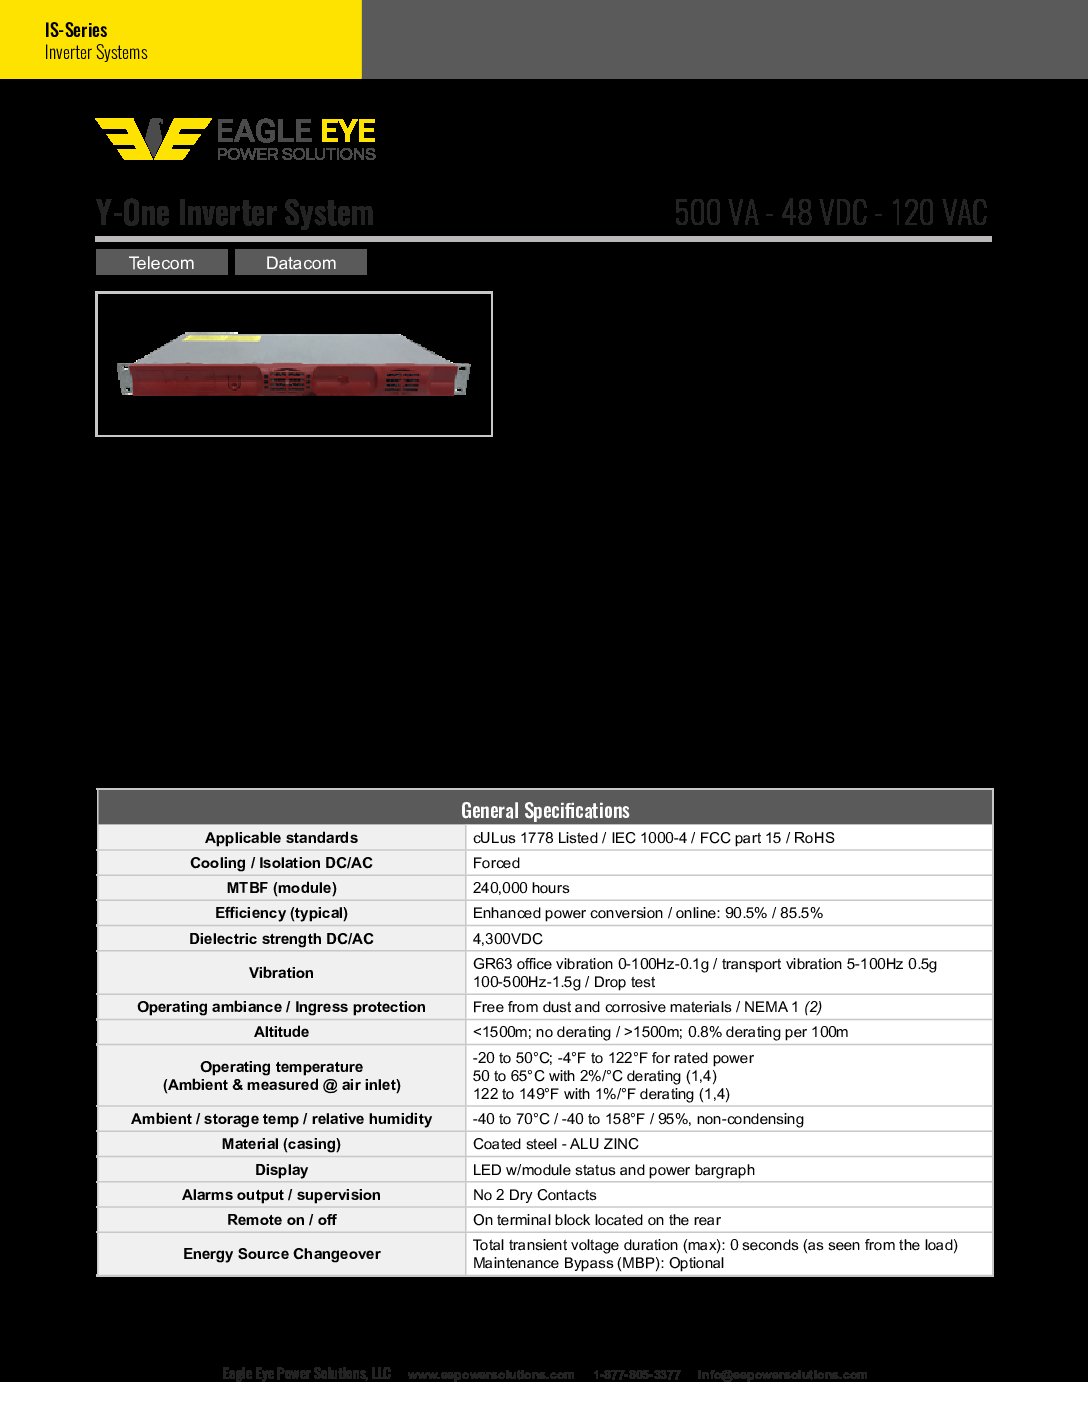 IS-Series
Inverter Systems
EAGLE EYE
POWER SOLUTIONS
Y-One Inverter System
500 VA - 48 VDC - 120 VAC
Telecom
Datacom
General Specifications
Applicable standards
cULus 1778 Listed / IEC 1000-4 / FCC part 15 / RoHS
Cooling / Isolation DC/AC
Forced
MTBF (module)
240,000 hours
Efficiency (typical)
Enhanced power conversion / online: 90.5% / 85.5%
Dielectric strength DC/AC
4,300VDC
Vibration
GR63 office vibration 0-100Hz-0.1g / transport vibration 5-100Hz 0.5g
100-500Hz-1.5g / Drop test
Operating ambiance / Ingress protection
Free from dust and corrosive materials / NEMA 1 (2)
Altitude
<1500m; no derating / >1500m; 0.8% derating per 100m
Operating temperature
(Ambient & measured @ air inlet)
-20 to 50°C; -4°F to 122°F for rated power
50 to 65°C with 2%/°C derating (1,4)
122 to 149°F with 1%/°F derating (1,4)
Ambient / storage temp / relative humidity
-40 to 70°C / -40 to 158°F / 95%, non-condensing
Material (casing)
Coated steel - ALU ZINC
Display
LED w/module status and power bargraph
Alarms output / supervision
No 2 Dry Contacts
Remote on / off
On terminal block located on the rear
Energy Source Changeover
Total transient voltage duration (max): 0 seconds (as seen from the load)
Maintenance Bypass (MBP): Optional
Eagle Eye Power Solutions, LLC www.eepowersolutions.com 1-877-805-3377 info@eepowersolutions.com